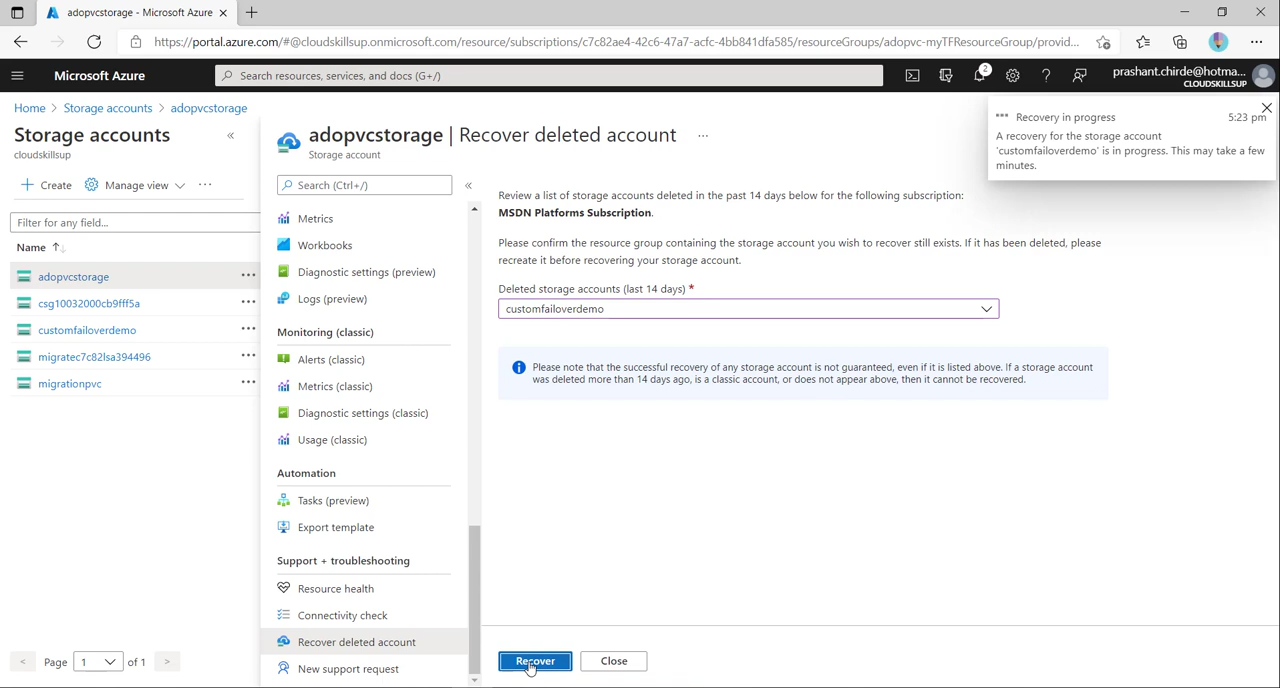 adopvcstorage - Microsoft Azure
https://portal.azure.com/#@cloudskillsup.onmicrosoft.com/resource/subscriptions/c7c82ae4-42c6-47a7-acfc-4bb841dfa585/resourceGroups/adopvc-myTFResourceGroup/provid...
Microsoft Azure
Search resources, services, and docs (G+/)
2
prashant.chirde@hotma...
CLOUDSKILLSUP
Home > Storage accounts > adopvcstorage
Storage accounts
cloudskillsup
Create
Manage view
...
Filter for any field...
Name ↑↓
adopvcstorage
csg10032000cb9fff5a
customfailoverdemo
migratec7c82lsa394496
migrationpvc
< Page 1 of 1 >
adopvcstorage | Recover deleted account ...
Storage account
Search (Ctrl+/)
Metrics
Workbooks
Diagnostic settings (preview)
Logs (preview)
Monitoring (classic)
Alerts (classic)
Metrics (classic)
Diagnostic settings (classic)
Usage (classic)
Automation
Tasks (preview)
Export template
Support + troubleshooting
Resource health
Connectivity check
Recover deleted account
New support request
Review a list of storage accounts deleted in the past 14 days below for the following subscription:
MSDN Platforms Subscription.
Please confirm the resource group containing the storage account you wish to recover still exists. If it has been deleted, please
recreate it before recovering your storage account.
Deleted storage accounts (last 14 days) *
customfailoverdemo
Please note that the successful recovery of any storage account is not guaranteed, even if it is listed above. If a storage account
was deleted more than 14 days ago, is a classic account, or does not appear above, then it cannot be recovered.
Recover
Close
Recovery in progress 5:23 pm
A recovery for the storage account
'customfailoverdemo' is in progress. This may take a few
minutes.